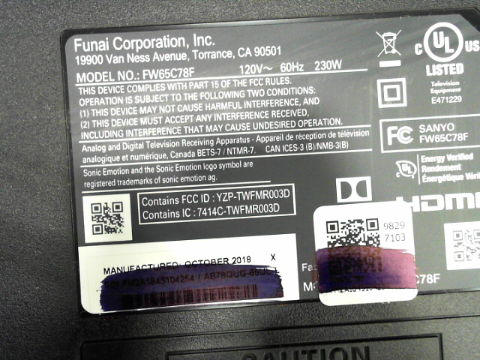 Funai Corporation, Inc.
19900 Van Ness Avenue, Torrance, CA 90501
MODEL NO.: FW65C78F 120V~ 60Hz 230W
THIS DEVICE COMPLIES WITH PART 15 OF THE FCC RULES.
OPERATION IS SUBJECT TO THE FOLLOWING TWO CONDITIONS:
(1) THIS DEVICE MAY NOT CAUSE HARMFUL INTERFERENCE, AND
(2) THIS DEVICE MUST ACCEPT ANY INTERFERENCE RECEIVED,
INCLUDING INTERFERENCE THAT MAY CAUSE UNDESIRED OPERATION.
Analog and Digital Television Receiving Apparatus - Appareil de réception de télévision
analogique et numérique, Canada BETS-7 / NTMR-7. CAN ICES-3 (B)/NMB-3(B)
Sonic Emotion and the Sonic Emotion logo symbol are
registered trademarks of sonic emotion ag.
Contains FCC ID : YZP-TWFMR003D
Contains IC : 7414C-TWFMR003D
MANUFACTURED: OCTOBER 2018 X
C UL US
LISTED
Television
Equipment
E471229
FC SANYO
FW65C78F
UL Energy Verified
Rendement
Énergétique Vérifié
HDMI
9829
7103
C78F
CAUTION